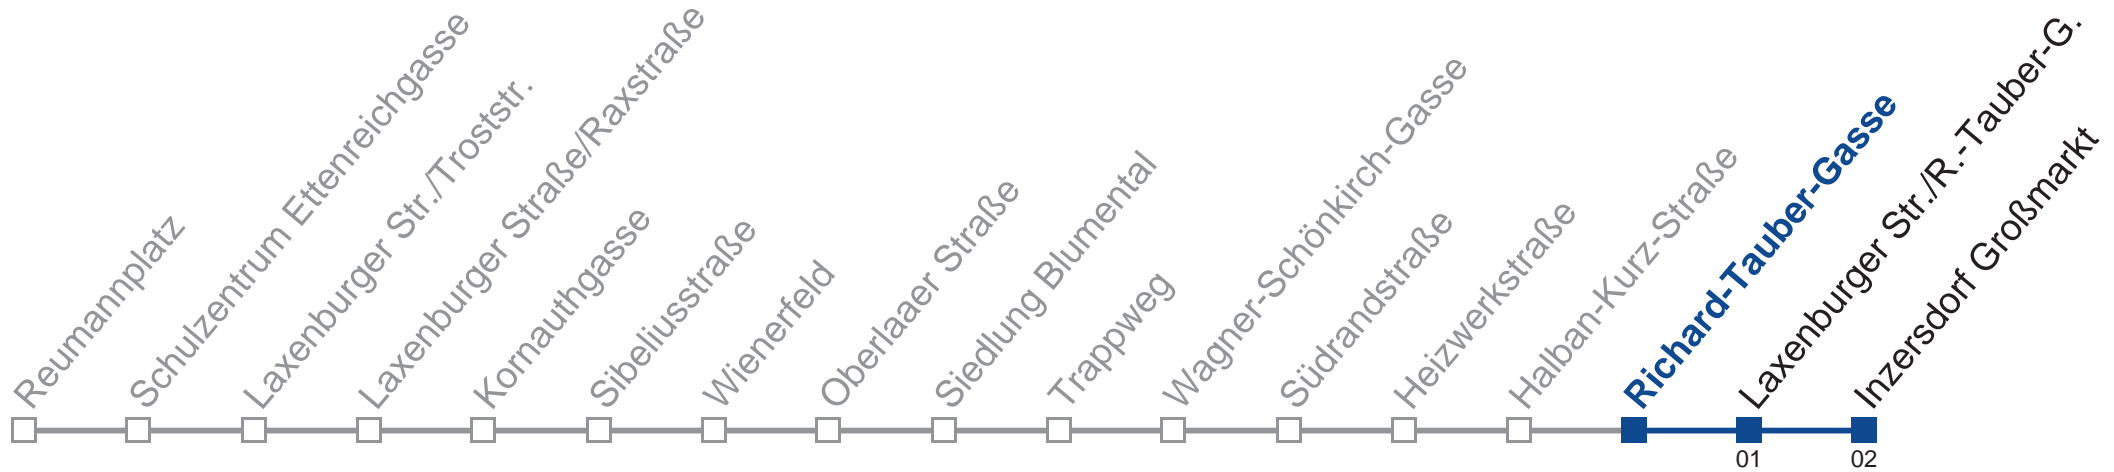 Reumannplatz
Schulzentrum Ettenreichgasse
Laxenburger Str./Troststr.
Laxenburger Straße/Raxstraße
Kornauthgasse
Sibeliusstraße
Wienerfeld
Oberlaaer Straße
Siedlung Blumental
Trappweg
Wagner-Schönkirch-Gasse
Südrandstraße
Heizwerkstraße
Halban-Kurz-Straße
Richard-Tauber-Gasse
Laxenburger Str./R.-Tauber-G.
Inzersdorf Großmarkt
01
02